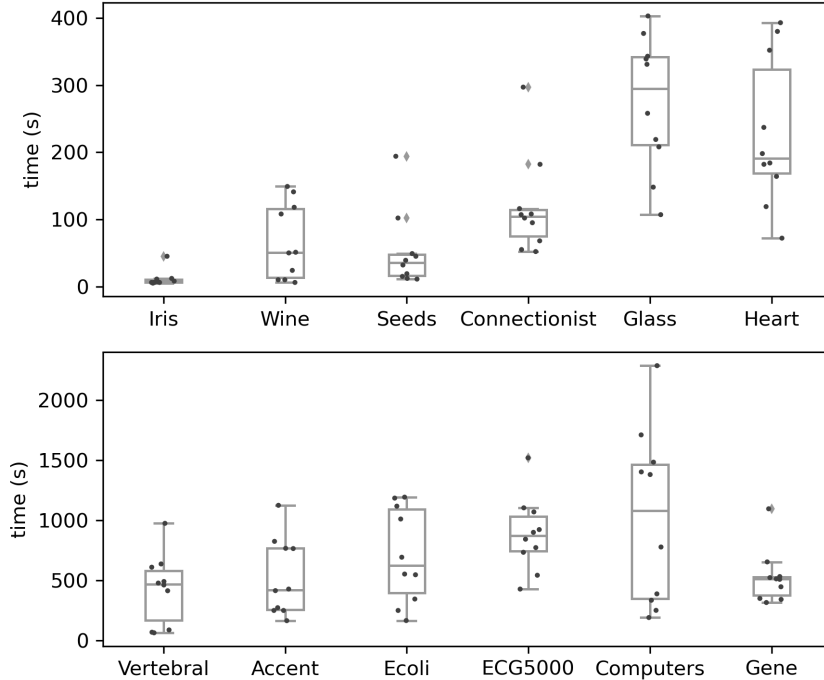 400
300
200
100
0
time (s)
Iris Wine Seeds Connectionist Glass Heart
2000
1500
1000
500
0
time (s)
Vertebral Accent Ecoli ECG5000 Computers Gene